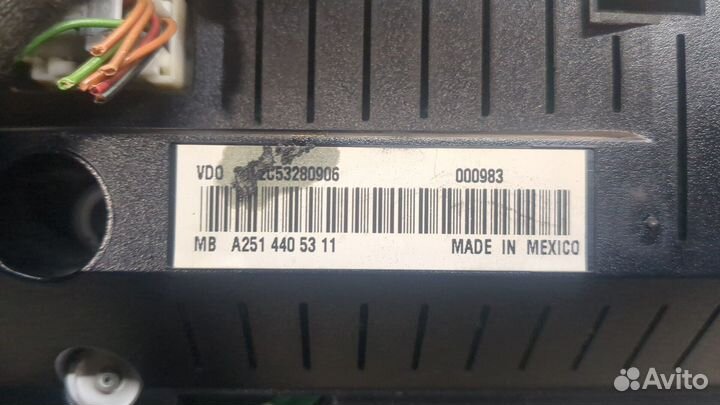 VDO 2C53280906 000983
MB A251 440 53 11 MADE IN MEXICO
Avito